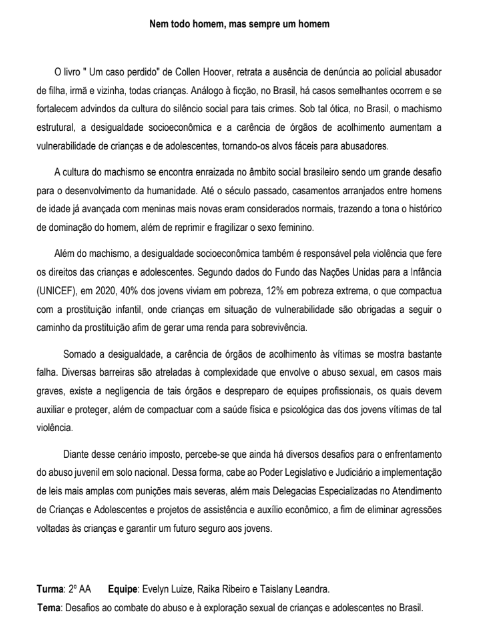 Nem todo homem, mas sempre um homem
O livro " Um caso perdido" de Collen Hoover, retrata a ausência de denúncia ao policial abusador
de filha, irmã e vizinha, todas crianças. Análogo à ficção, no Brasil, há casos semelhantes ocorrem e se
fortalecem advindos da cultura do silêncio social para tais crimes. Sob tal ótica, no Brasil, o machismo
estrutural, a desigualdade socioeconômica e a carência de órgãos de acolhimento aumentam a
vulnerabilidade de crianças e de adolescentes, tornando-os alvos fáceis para abusadores.
A cultura do machismo se encontra enraizada no âmbito social brasileiro sendo um grande desafio
para o desenvolvimento da humanidade. Até o século passado, casamentos arranjados entre homens
de idade já avançada com meninas mais novas eram considerados normais, trazendo a tona o histórico
de dominação do homem, além de reprimir e fragilizar o sexo feminino.
Além do machismo, a desigualdade socioeconômica também é responsável pela violência que fere
os direitos das crianças e adolescentes. Segundo dados do Fundo das Nações Unidas para a Infância
(UNICEF), em 2020, 40% dos jovens viviam em pobreza, 12% em pobreza extrema, o que compactua
com a prostituição infantil, onde crianças em situação de vulnerabilidade são obrigadas a seguir o
caminho da prostituição afim de gerar uma renda para sobrevivência.
Somado a desigualdade, a carência de órgãos de acolhimento às vítimas se mostra bastante
falha. Diversas barreiras são atreladas à complexidade que envolve o abuso sexual, em casos mais
graves, existe a negligencia de tais órgãos e despreparo de equipes profissionais, os quais devem
auxiliar e proteger, além de compactuar com a saúde física e psicológica das dos jovens vítimas de tal
violência.
Diante desse cenário imposto, percebe-se que ainda há diversos desafios para o enfrentamento
do abuso juvenil em solo nacional. Dessa forma, cabe ao Poder Legislativo e Judiciário a implementação
de leis mais amplas com punições mais severas, além mais Delegacias Especializadas no Atendimento
de Crianças e Adolescentes e projetos de assistência e auxílio econômico, a fim de eliminar agressões
voltadas às crianças e garantir um futuro seguro aos jovens.
Turma: 2º AA Equipe: Evelyn Luize, Raika Ribeiro e Taislany Leandra.
Tema: Desafios ao combate do abuso e à exploração sexual de crianças e adolescentes no Brasil.